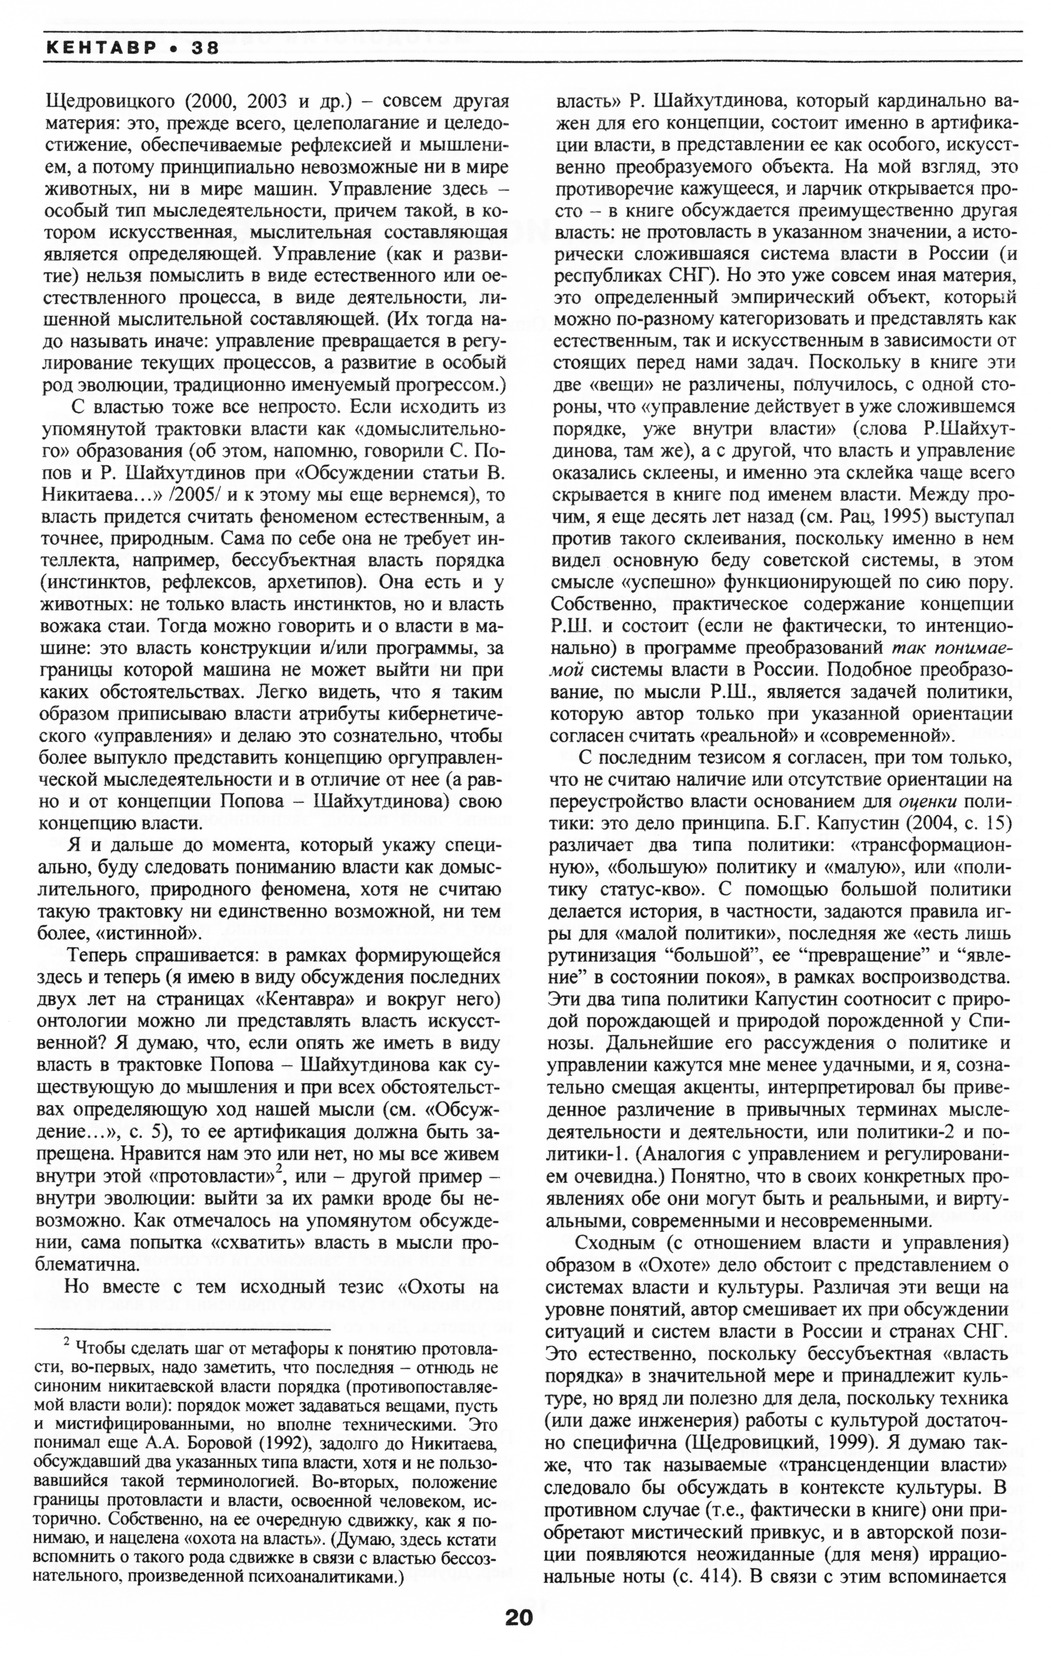 КЕНТАВР • 38
Щедровицкого (2000, 2003 и др.) – совсем другая
материя: это, прежде всего, целеполагание и целедо-
стижение, обеспечиваемые рефлексией и мышлени-
ем, а потому принципиально невозможные ни в мире
животных, ни в мире машин. Управление здесь –
особый тип мыследеятельности, причем такой, в ко-
тором искусственная, мыслительная составляющая
является определяющей. Управление (как и разви-
тие) нельзя помыслить в виде естественного или ое-
стествленного процесса, в виде деятельности, ли-
шенной мыслительной составляющей. (Их тогда на-
до называть иначе: управление превращается в регу-
лирование текущих процессов, а развитие в особый
род эволюции, традиционно именуемый прогрессом.)
С властью тоже все непросто. Если исходить из
упомянутой трактовки власти как «домыслительно-
го» образования (об этом, напомню, говорили С. По-
пов и Р. Шайхутдинов при «Обсуждении статьи В.
Никитаева...» /2005/ и к этому мы еще вернемся), то
власть придется считать феноменом естественным, а
точнее, природным. Сама по себе она не требует ин-
теллекта, например, бессубъектная власть порядка
(инстинктов, рефлексов, архетипов). Она есть и у
животных: не только власть инстинктов, но и власть
вожака стаи. Тогда можно говорить и о власти в ма-
шине: это власть конструкции и/или программы, за
границы которой машина не может выйти ни при
каких обстоятельствах. Легко видеть, что я таким
образом приписываю власти атрибуты кибернетиче-
ского «управления» и делаю это сознательно, чтобы
более выпукло представить концепцию оргуправлен-
ческой мыследеятельности и в отличие от нее (а рав-
но и от концепции Попова – Шайхутдинова) свою
концепцию власти.
Я и дальше до момента, который укажу специ-
ально, буду следовать пониманию власти как домыс-
лительного, природного феномена, хотя не считаю
такую трактовку ни единственно возможной, ни тем
более, «истинной».
Теперь спрашивается: в рамках формирующейся
здесь и теперь (я имею в виду обсуждения последних
двух лет на страницах «Кентавра» и вокруг него)
онтологии можно ли представлять власть искусст-
венной? Я думаю, что, если опять же иметь в виду
власть в трактовке Попова – Шайхутдинова как су-
ществующую до мышления и при всех обстоятельст-
вах определяющую ход нашей мысли (см. «Обсуж-
дение...», с. 5), то ее артификация должна быть за-
прещена. Нравится нам это или нет, но мы все живем
внутри этой «протовласти»², или – другой пример –
внутри эволюции: выйти за их рамки вроде бы не-
возможно. Как отмечалось на упомянутом обсужде-
нии, сама попытка «схватить» власть в мысли про-
блематична.
Но вместе с тем исходный тезис «Охоты на
² Чтобы сделать шаг от метафоры к понятию протовла-
сти, во-первых, надо заметить, что последняя – отнюдь не
синоним никитаевской власти порядка (противопоставляе-
мой власти воли): порядок может задаваться вещами, пусть
и мистифицированными, но вполне техническими. Это
понимал еще А.А. Боровой (1992), задолго до Никитаева,
обсуждавший два указанных типа власти, хотя и не пользо-
вавшийся такой терминологией. Во-вторых, положение
границы протовласти и власти, освоенной человеком, ис-
торично. Собственно, на ее очередную сдвижку, как я по-
нимаю, и нацелена «охота на власть». (Думаю, здесь кстати
вспомнить о такого рода сдвижке в связи с властью бессоз-
нательного, произведенной психоаналитиками.)
власть» Р. Шайхутдинова, который кардинально ва-
жен для его концепции, состоит именно в артифика-
ции власти, в представлении ее как особого, искусст-
венно преобразуемого объекта. На мой взгляд, это
противоречие кажущееся, и ларчик открывается про-
сто – в книге обсуждается преимущественно другая
власть: не протовласть в указанном значении, а исто-
рически сложившаяся система власти в России (и
республиках СНГ). Но это уже совсем иная материя,
это определенный эмпирический объект, который
можно по-разному категоризовать и представлять как
естественным, так и искусственным в зависимости от
стоящих перед нами задач. Поскольку в книге эти
две «вещи» не различены, получилось, с одной сто-
роны, что «управление действует в уже сложившемся
порядке, уже внутри власти» (слова Р.Шайхут-
динова, там же), а с другой, что власть и управление
оказались склеены, и именно эта склейка чаще всего
скрывается в книге под именем власти. Между про-
чим, я еще десять лет назад (см. Рац, 1995) выступал
против такого склеивания, поскольку именно в нем
видел основную беду советской системы, в этом
смысле «успешно» функционирующей по сию пору.
Собственно, практическое содержание концепции
Р.Ш. и состоит (если не фактически, то интенцио-
нально) в программе преобразований так понимае-
мой системы власти в России. Подобное преобразо-
вание, по мысли Р.Ш., является задачей политики,
которую автор только при указанной ориентации
согласен считать «реальной» и «современной».
С последним тезисом я согласен, при том только,
что не считаю наличие или отсутствие ориентации на
переустройство власти основанием для оценки поли-
тики: это дело принципа. Б.Г. Капустин (2004, с. 15)
различает два типа политики: «трансформацион-
ную», «большую» политику и «малую», или «поли-
тику статус-кво». С помощью большой политики
делается история, в частности, задаются правила иг-
ры для «малой политики», последняя же «есть лишь
рутинизация “большой”, ее “превращение” и “явле-
ние” в состоянии покоя», в рамках воспроизводства.
Эти два типа политики Капустин соотносит с приро-
дой порождающей и природой порожденной у Спи-
нозы. Дальнейшие его рассуждения о политике и
управлении кажутся мне менее удачными, и я, созна-
тельно смещая акценты, интерпретировал бы приве-
денное различение в привычных терминах мысле-
деятельности и деятельности, или политики-2 и по-
литики-1. (Аналогия с управлением и регулировани-
ем очевидна.) Понятно, что в своих конкретных про-
явлениях обе они могут быть и реальными, и вирту-
альными, современными и несовременными.
Сходным (с отношением власти и управления)
образом в «Охоте» дело обстоит с представлением о
системах власти и культуры. Различая эти вещи на
уровне понятий, автор смешивает их при обсуждении
ситуаций и систем власти в России и странах СНГ.
Это естественно, поскольку бессубъектная «власть
порядка» в значительной мере и принадлежит куль-
туре, но вряд ли полезно для дела, поскольку техника
(или даже инженерия) работы с культурой достаточ-
но специфична (Щедровицкий, 1999). Я думаю так-
же, что так называемые «трансценденции власти»
следовало бы обсуждать в контексте культуры. В
противном случае (т.е., фактически в книге) они при-
обретают мистический привкус, и в авторской пози-
ции появляются неожиданные (для меня) иррацио-
нальные ноты (с. 414). В связи с этим вспоминается
20